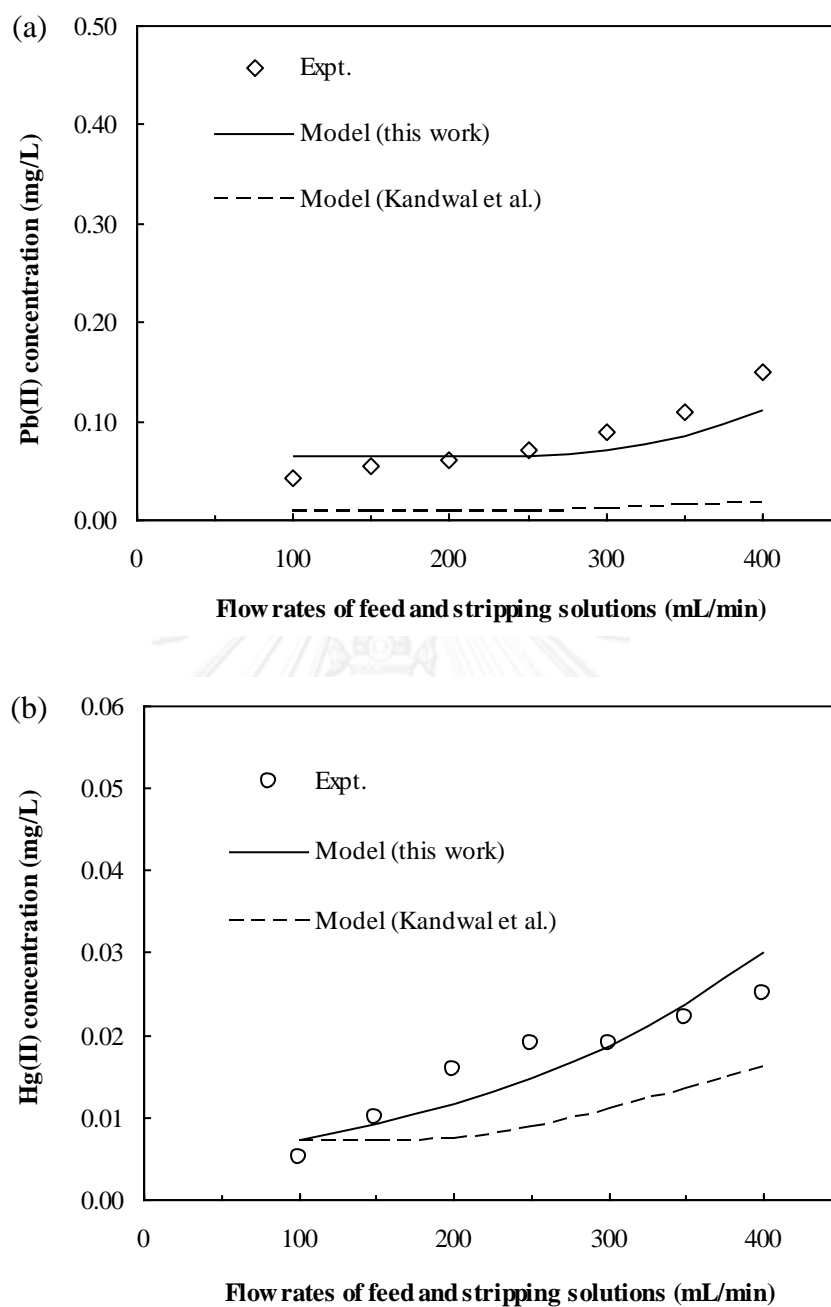 (a)
0.50
0.40
0.30
0.20
0.10
0.00
Pb(II) concentration (mg/L)
Expt.
Model (this work)
Model (Kandwal et al.)
0 100 200 300 400
Flow rates of feed and stripping solutions (mL/min)
(b)
0.06
0.05
0.04
0.03
0.02
0.01
0.00
Hg(II) concentration (mg/L)
Expt.
Model (this work)
Model (Kandwal et al.)
0 100 200 300 400
Flow rates of feed and stripping solutions (mL/min)